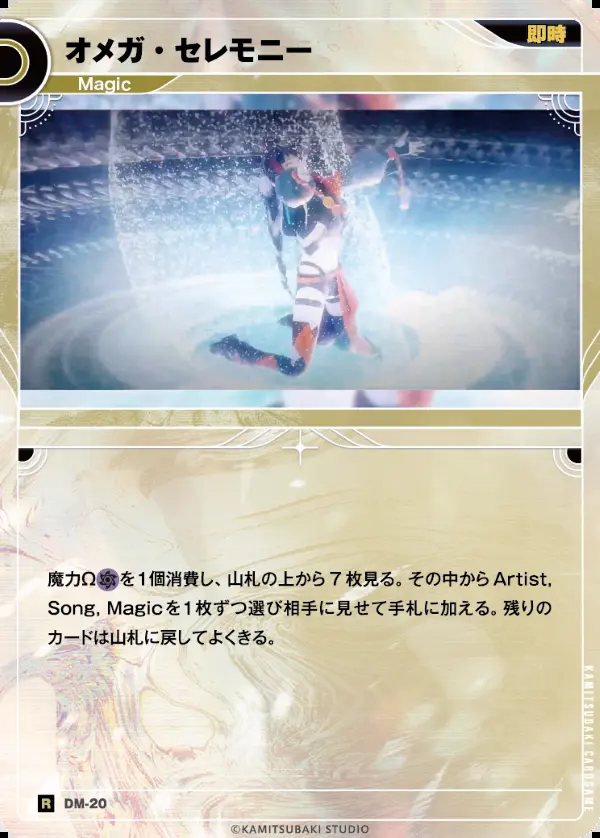 オメガ・セレモニー
即時
Magic
魔力Ωを1個消費し、山札の上から7枚見る。その中からArtist,
Song, Magicを1枚ずつ選び相手に見せて手札に加える。残りの
カードは山札に戻してよくきる。
KAMITSUBAKI CARDGAME
R DM-20
©KAMITSUBAKI STUDIO